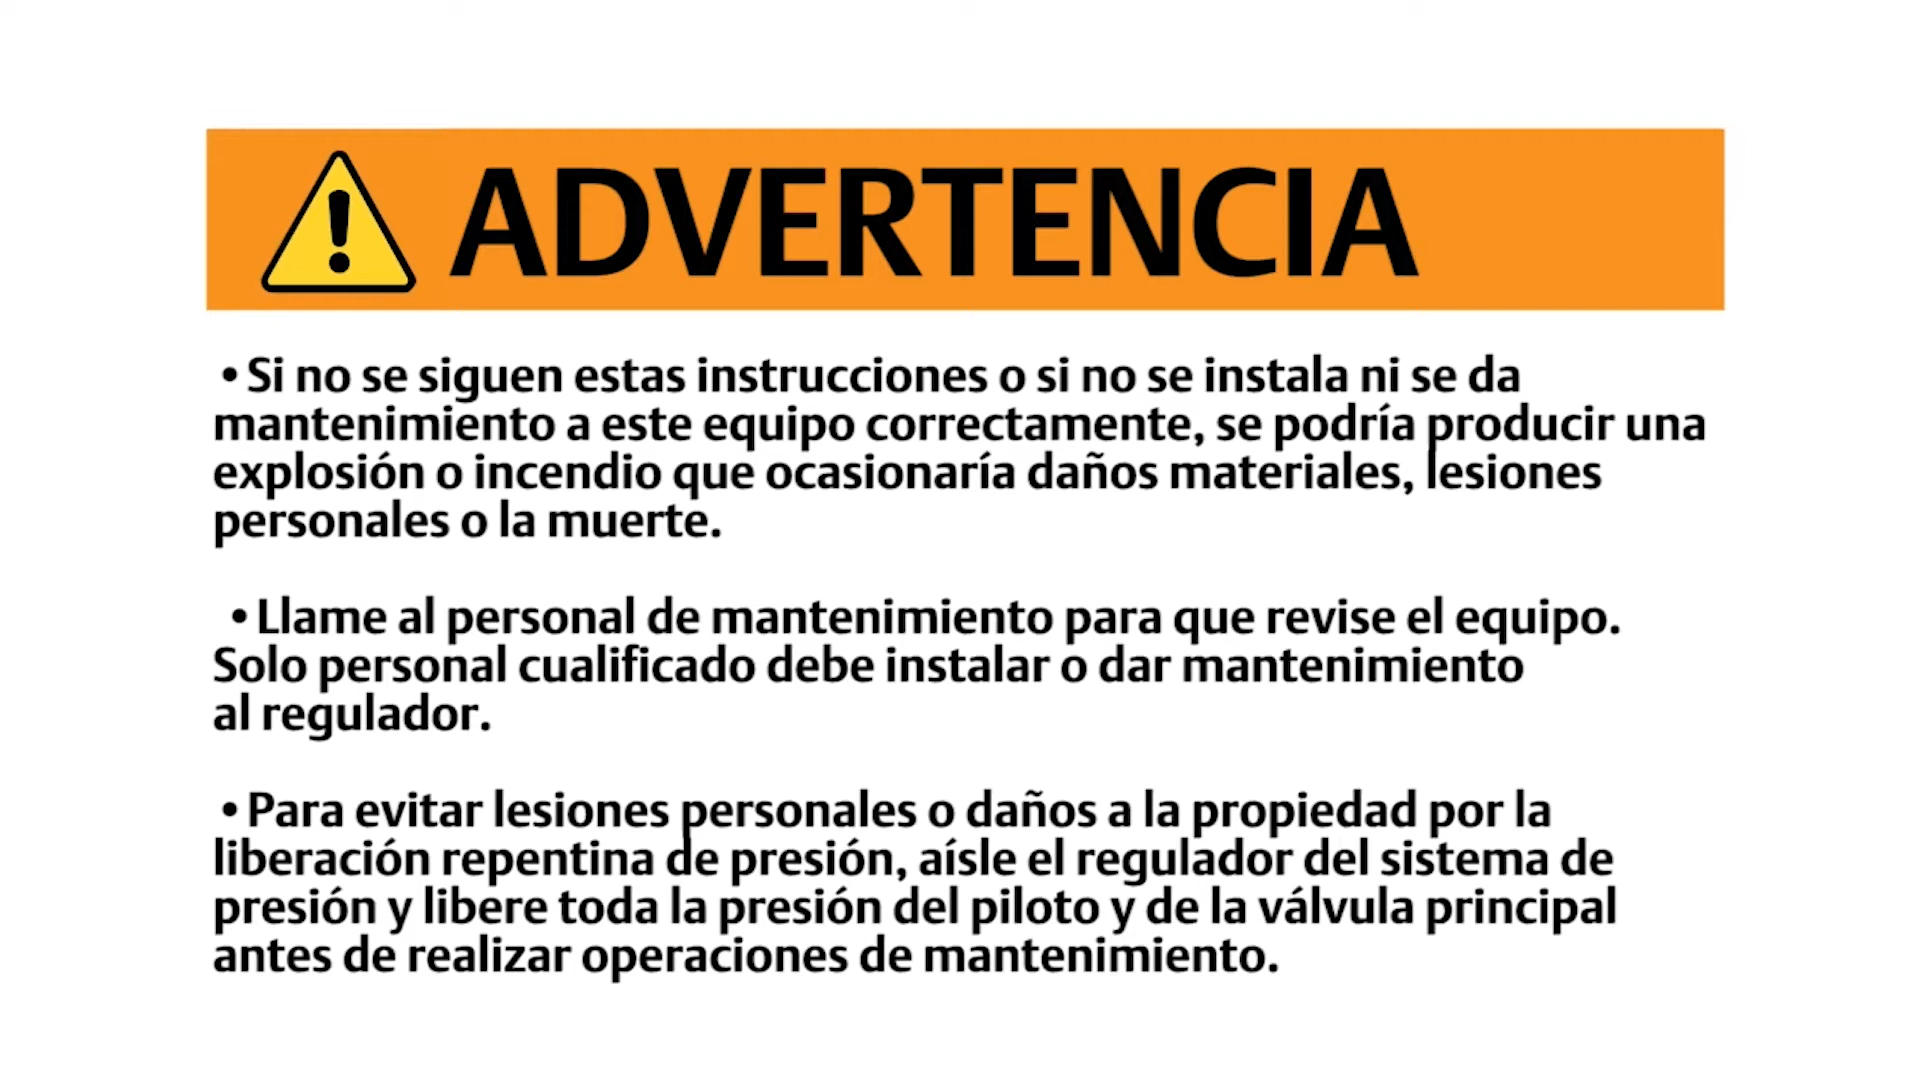 ADVERTENCIA
•Si no se siguen estas instrucciones o si no se instala ni se da
mantenimiento a este equipo correctamente, se podría producir una
explosión o incendio que ocasionaría daños materiales, lesiones
personales o la muerte.
•Llame al personal de mantenimiento para que revise el equipo.
Solo personal cualificado debe instalar o dar mantenimiento
al regulador.
•Para evitar lesiones personales o daños a la propiedad por la
liberación repentina de presión, aísle el regulador del sistema de
presión y libere toda la presión del piloto y de la válvula principal
antes de realizar operaciones de mantenimiento.